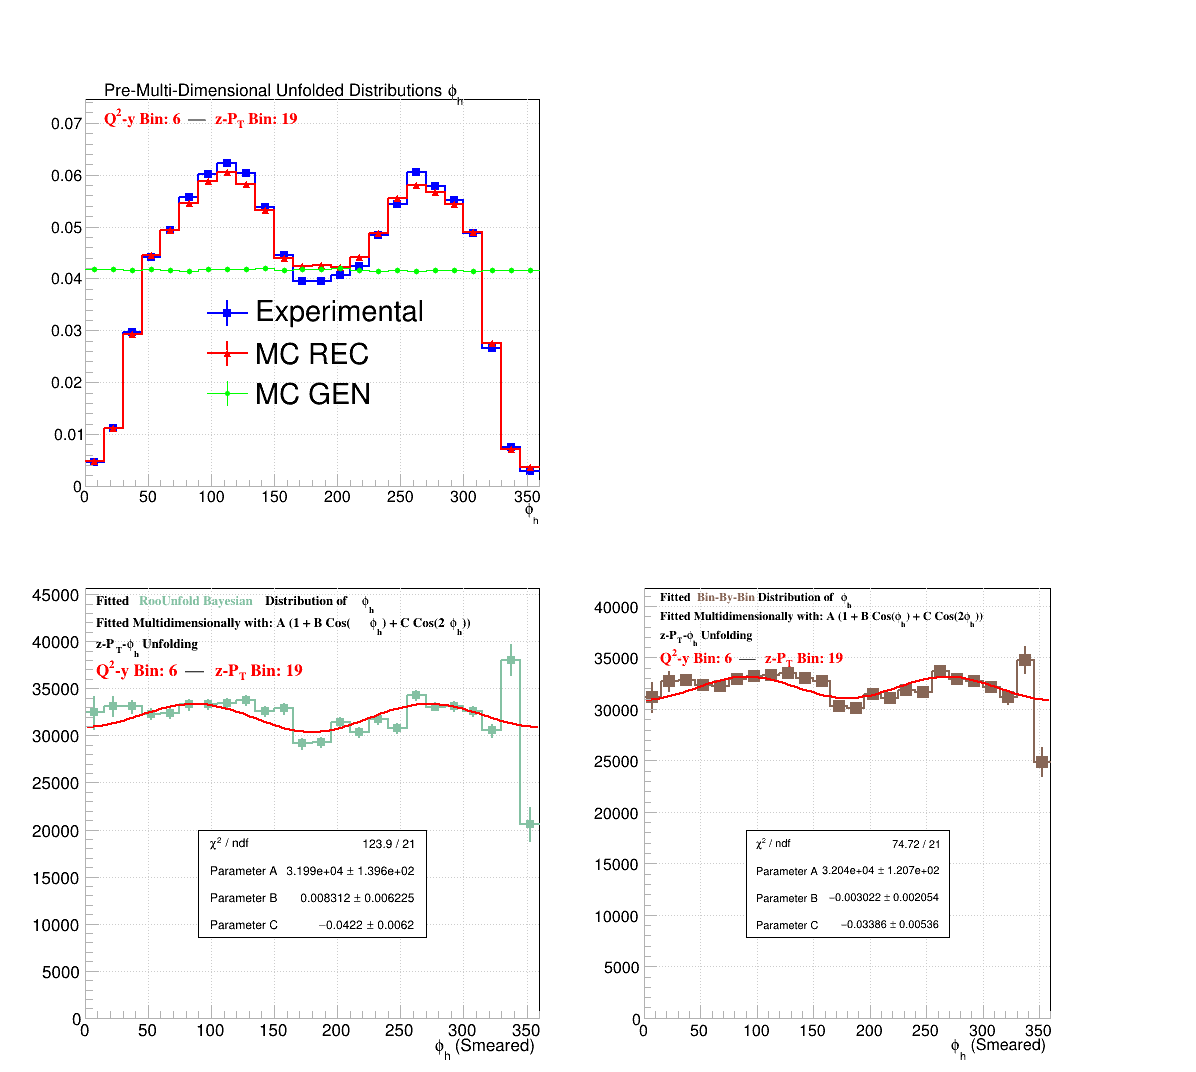 Pre-Multi-Dimensional Unfolded Distributions ϕh
Q2-y Bin: 6 — z-PT Bin: 19
0.07
0.06
0.05
0.04
0.03
0.02
0.01
0
Experimental
MC REC
MC GEN
0 50 100 150 200 250 300 350
ϕh
45000
40000
35000
30000
25000
20000
15000
10000
5000
0
Fitted RooUnfold Bayesian Distribution of ϕh
Fitted Multidimensionally with: A (1 + B Cos( ϕh) + C Cos(2 ϕh))
z-PT-ϕh Unfolding
Q2-y Bin: 6 — z-PT Bin: 19
χ2 / ndf 123.9 / 21
Parameter A 3.199e+04 ± 1.396e+02
Parameter B 0.008312 ± 0.006225
Parameter C −0.0422 ± 0.0062
0 50 100 150 200 250 300 350
ϕh (Smeared)
40000
35000
30000
25000
20000
15000
10000
5000
0
Fitted Bin-By-Bin Distribution of ϕh
Fitted Multidimensionally with: A (1 + B Cos(ϕh) + C Cos(2ϕh))
z-PT-ϕh Unfolding
Q2-y Bin: 6 — z-PT Bin: 19
χ2 / ndf 74.72 / 21
Parameter A 3.204e+04 ± 1.207e+02
Parameter B −0.003022 ± 0.002054
Parameter C −0.03386 ± 0.00536
0 50 100 150 200 250 300 350
ϕh (Smeared)